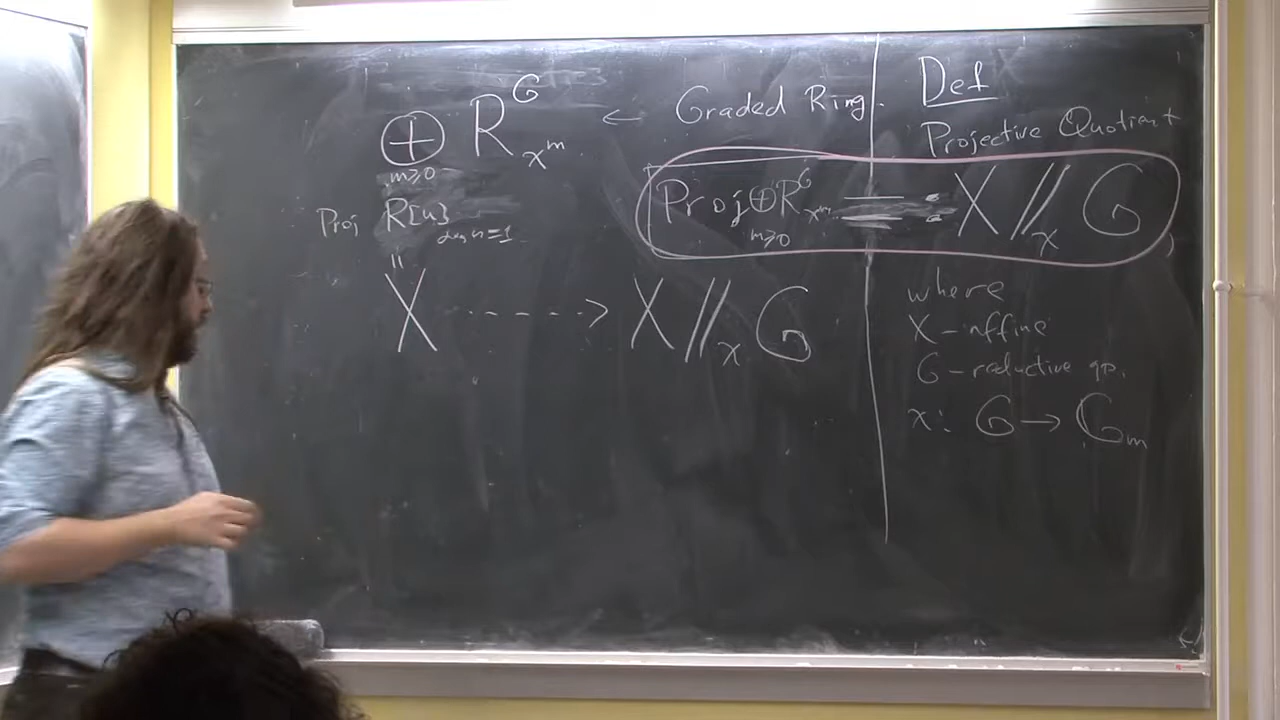 ⊕ R^G_{χ^m} ← Graded Ring.
m≥0
Proj R[u] deg u=1
"
X - - - - -> X//_χ G
Def
Projective Quotient
Proj ⊕ R^G_{χ^m} =: X//_χ G
m≥0
where
X - affine
G - reductive gp.
χ: G → G_m